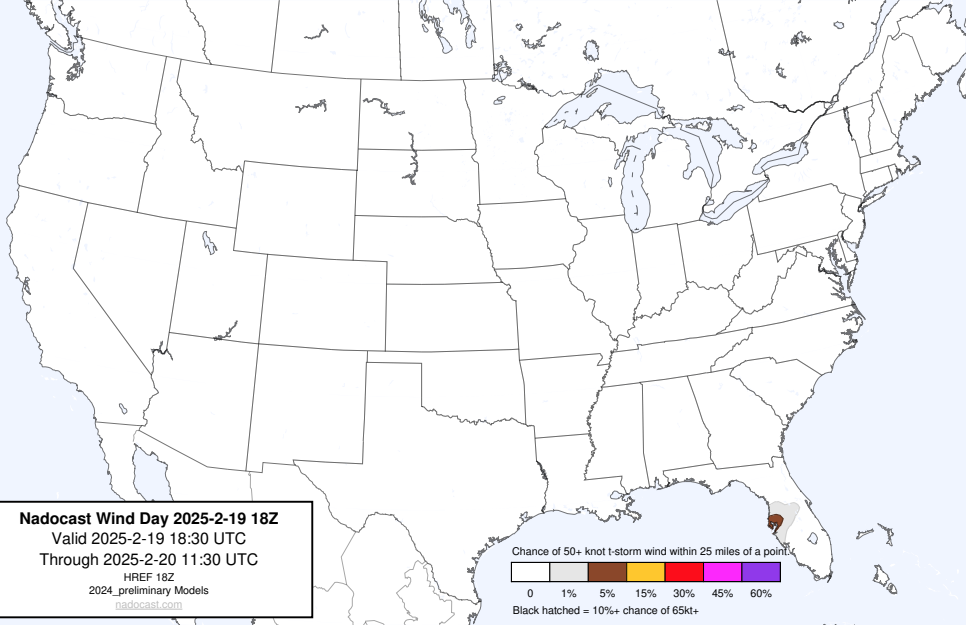 Nadocast Wind Day 2025-2-19 18Z
Valid 2025-2-19 18:30 UTC
Through 2025-2-20 11:30 UTC
HREF 18Z
2024_preliminary Models
nadocast.com
Chance of 50+ knot t-storm wind within 25 miles of a point.
0 1% 5% 15% 30% 45% 60%
Black hatched = 10%+ chance of 65kt+